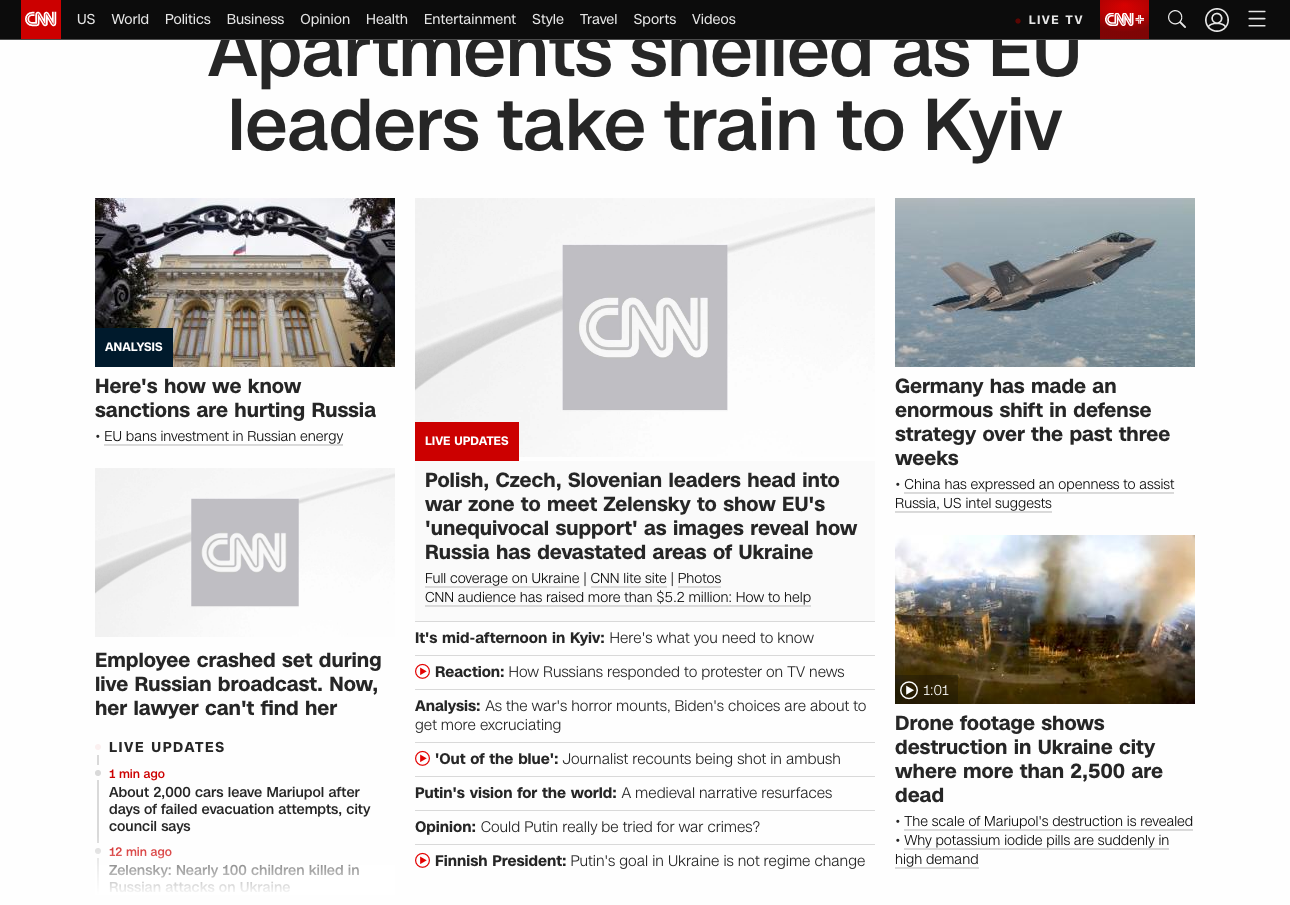 CNN US World Politics Business Opinion Health Entertainment Style Travel Sports Videos LIVE TV CNN+
Apartments shelled as EU
leaders take train to Kyiv
ANALYSIS
Here's how we know
sanctions are hurting Russia
• EU bans investment in Russian energy
CNN
Employee crashed set during
live Russian broadcast. Now,
her lawyer can't find her
LIVE UPDATES
1 min ago
About 2,000 cars leave Mariupol after
days of failed evacuation attempts, city
council says
12 min ago
Zelensky: Nearly 100 children killed in
Russian attacks on Ukraine
CNN
LIVE UPDATES
Polish, Czech, Slovenian leaders head into
war zone to meet Zelensky to show EU's
'unequivocal support' as images reveal how
Russia has devastated areas of Ukraine
Full coverage on Ukraine | CNN lite site | Photos
CNN audience has raised more than $5.2 million: How to help
It's mid-afternoon in Kyiv: Here's what you need to know
Reaction: How Russians responded to protester on TV news
Analysis: As the war's horror mounts, Biden's choices are about to
get more excruciating
'Out of the blue': Journalist recounts being shot in ambush
Putin's vision for the world: A medieval narrative resurfaces
Opinion: Could Putin really be tried for war crimes?
Finnish President: Putin's goal in Ukraine is not regime change
Germany has made an
enormous shift in defense
strategy over the past three
weeks
• China has expressed an openness to assist
Russia, US intel suggests
1:01
Drone footage shows
destruction in Ukraine city
where more than 2,500 are
dead
• The scale of Mariupol's destruction is revealed
• Why potassium iodide pills are suddenly in
high demand